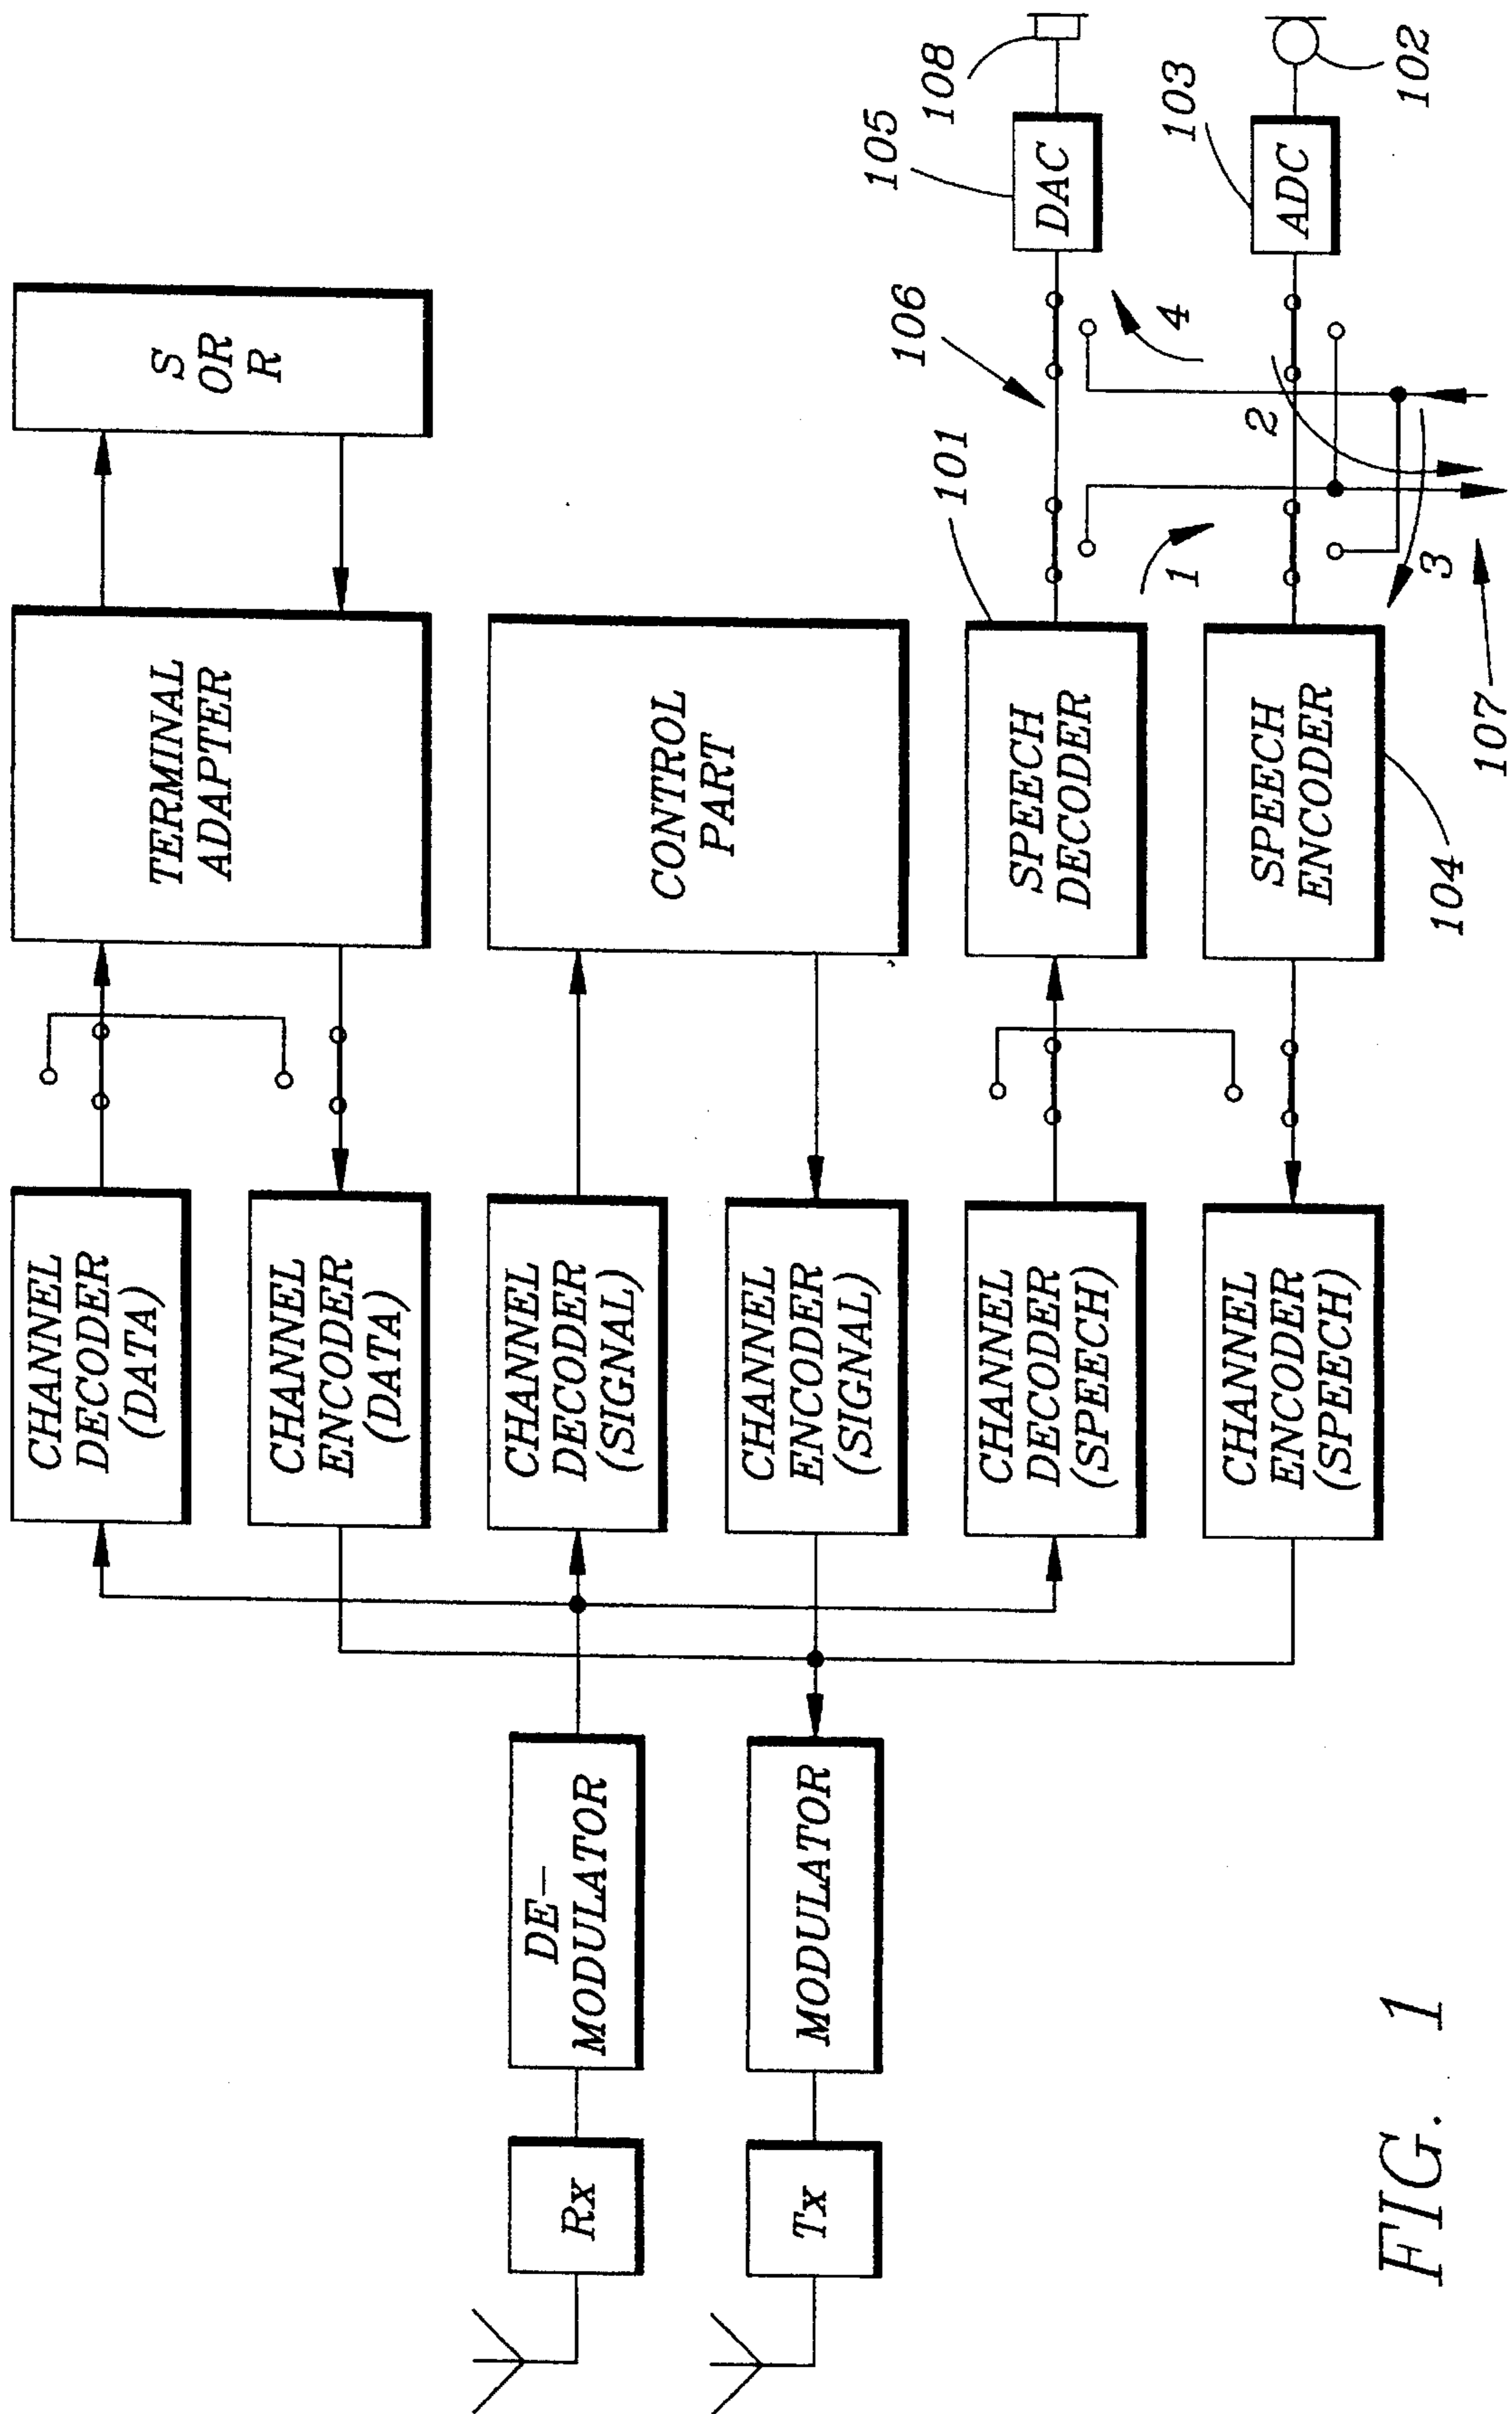 S
OR
R
TERMINAL
ADAPTER
CHANNEL
DECODER
(DATA)
CHANNEL
ENCODER
(DATA)
CONTROL
PART
CHANNEL
DECODER
(SIGNAL)
CHANNEL
ENCODER
(SIGNAL)
DE-
MODULATOR
MODULATOR
Rx
Tx
CHANNEL
DECODER
(SPEECH)
CHANNEL
ENCODER
(SPEECH)
SPEECH
DECODER
101
SPEECH
ENCODER
104
106
1
2
3
4
107
DAC
105
108
ADC
103
102
FIG. 1